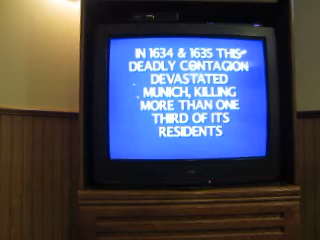 IN 1634 & 1635 THIS
DEADLY CONTAGION
DEVASTATED
MUNICH, KILLING
MORE THAN ONE
THIRD OF ITS
RESIDENTS